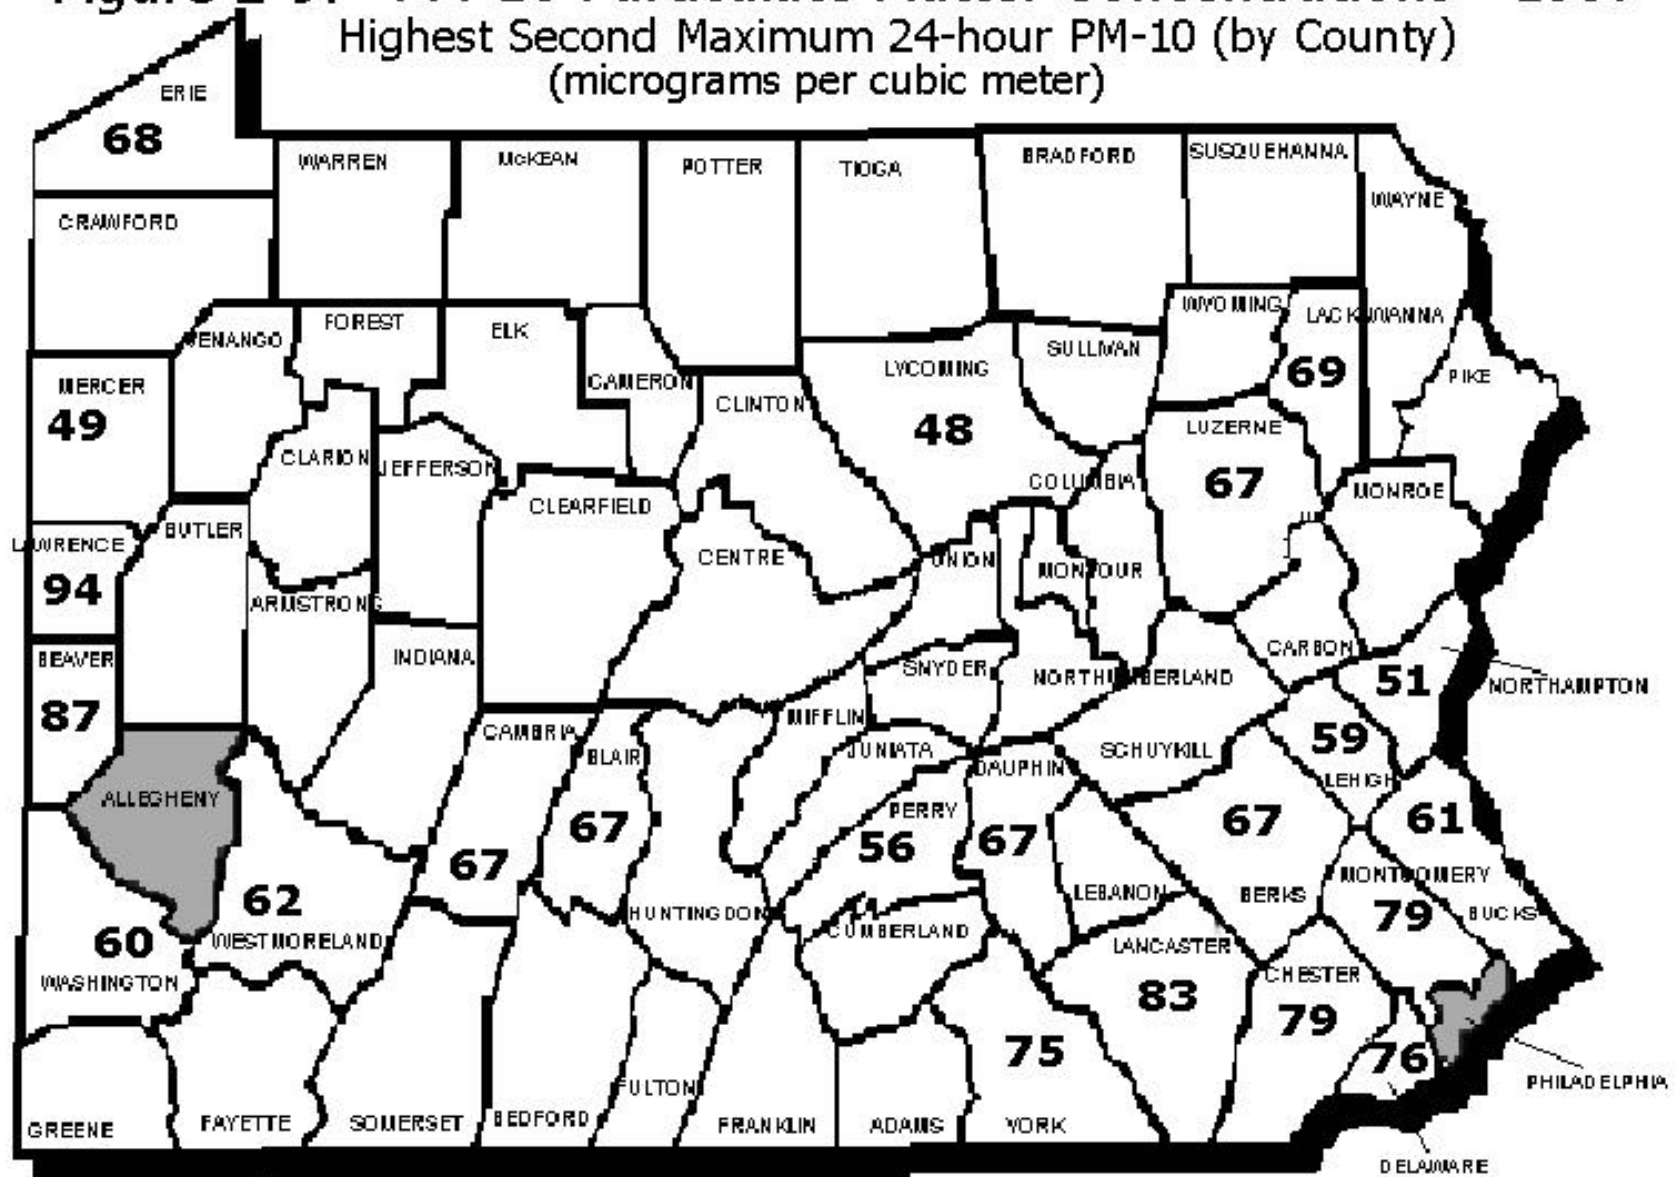 Highest Second Maximum 24-hour PM-10 (by County)
(micrograms per cubic meter)
ERIE
68
WARREN
McKEAN
POTTER
TIOGA
BRADFORD
SUSQUEHANNA
WAYNE
CRAWFORD
VENANGO
FOREST
ELK
CAMERON
WYOMING
LACKAWANNA
69
SULLIVAN
LYCOMING
48
PIKE
MERCER
49
CLINTON
CLARION
JEFFERSON
CLEARFIELD
COLUMBIA
LUZERNE
67
MONROE
BUTLER
LAWRENCE
94
CENTRE
UNION
MONTOUR
ARMSTRONG
INDIANA
BEAVER
87
SNYDER
NORTHUMBERLAND
CARBON
51
NORTHAMPTON
CAMBRIA
67
BLAIR
67
MIFFLIN
JUNIATA
DAUPHIN
67
SCHUYKILL
59
LEHIGH
ALLEGHENY
PERRY
56
67
BERKS
61
BUCKS
MONTGOMERY
79
62
WESTMORELAND
60
WASHINGTON
HUNTINGDON
CUMBERLAND
LEBANON
LANCASTER
83
CHESTER
79
75
YORK
76
PHILADELPHIA
GREENE
FAYETTE
SOMERSET
BEDFORD
FULTON
FRANKLIN
ADAMS
DELAWARE